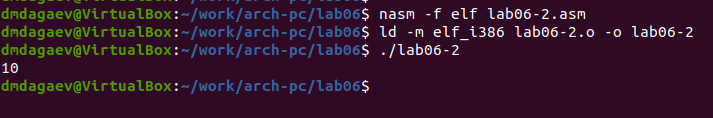 dmdagaev@VirtualBox:~/work/arch-pc/lab06$ nasm -f elf lab06-2.asm
dmdagaev@VirtualBox:~/work/arch-pc/lab06$ ld -m elf_i386 lab06-2.o -o lab06-2
dmdagaev@VirtualBox:~/work/arch-pc/lab06$ ./lab06-2
10
dmdagaev@VirtualBox:~/work/arch-pc/lab06$